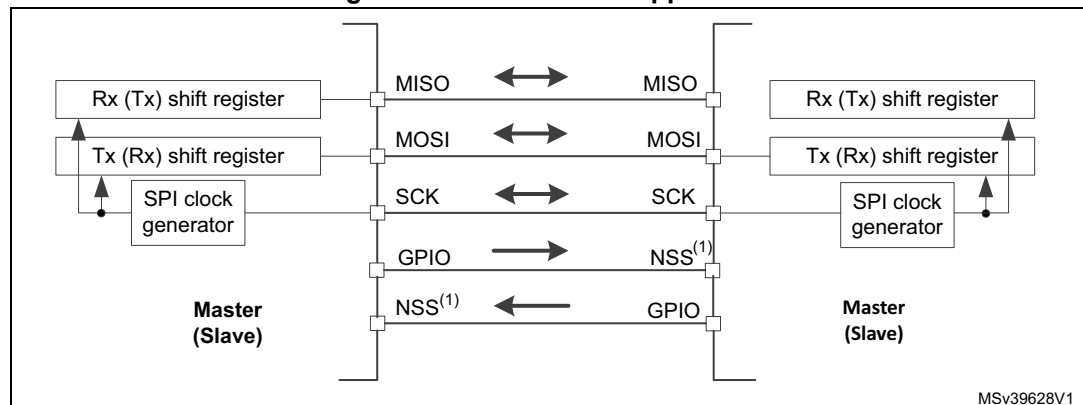 MISO MISO
Rx (Tx) shift register Rx (Tx) shift register
MOSI MOSI
Tx (Rx) shift register Tx (Rx) shift register
SPI clock generator SCK SCK SPI clock generator
GPIO NSS(1)
NSS(1) GPIO
Master Master
(Slave) (Slave)
MSv39628V1